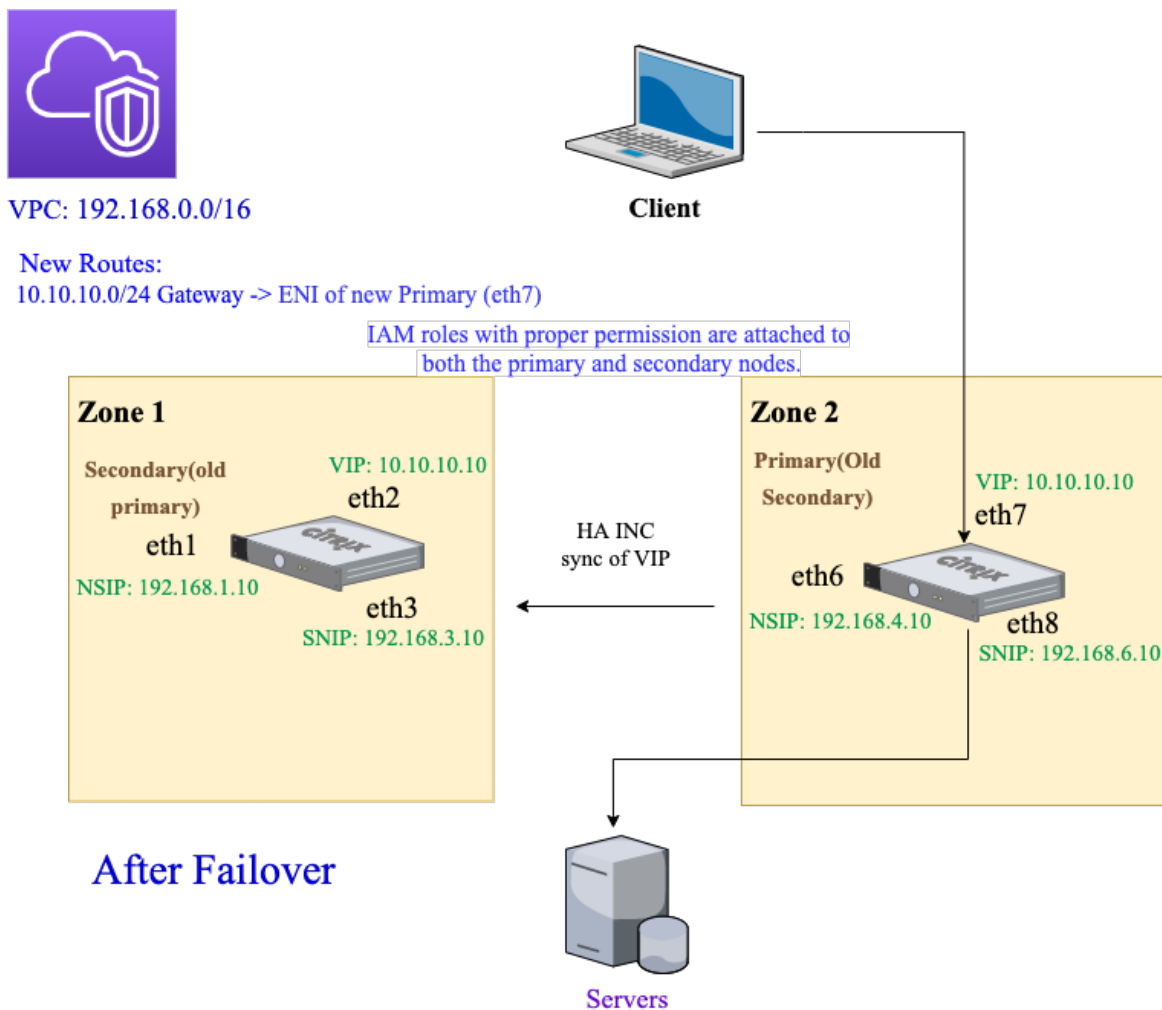 VPC: 192.168.0.0/16
Client
New Routes:
10.10.10.0/24 Gateway -> ENI of new Primary (eth7)
IAM roles with proper permission are attached to
both the primary and secondary nodes.
Zone 1
Secondary(old
primary)
VIP: 10.10.10.10
eth2
eth1
citrix
NSIP: 192.168.1.10
eth3
SNIP: 192.168.3.10
HA INC
sync of VIP
Zone 2
Primary(Old
Secondary)
VIP: 10.10.10.10
eth7
eth6
citrix
NSIP: 192.168.4.10
eth8
SNIP: 192.168.6.10
After Failover
Servers